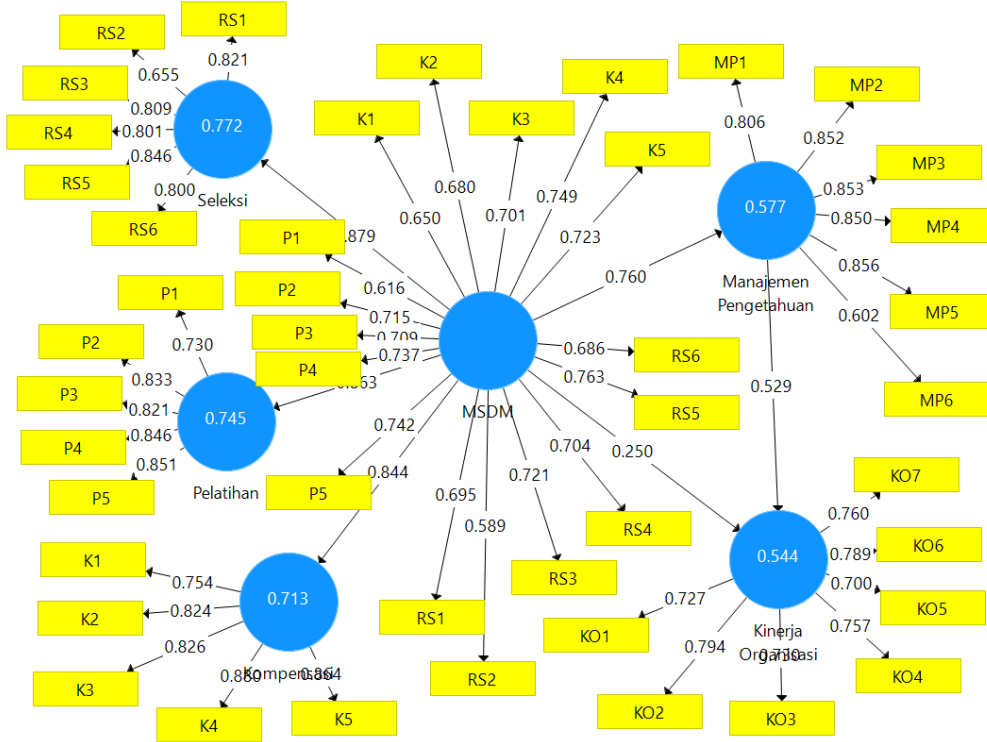 RS1
RS2
0.821
0.655
RS3
0.809
0.772
RS4
0.801
0.846
RS5
0.800
Seleksi
RS6
K2
K4
K1
K3
K5
0.680
0.749
0.650
0.701
0.723
MP1
MP2
0.806
0.852
MP3
0.853
0.577
0.850
MP4
0.856
Manajemen
Pengetahuan
0.602
MP5
MP6
.879
P1
0.616
P2
0.715
P3
0.709
0.737
P4
0.760
0.686
RS6
0.763
RS5
MSDM
P1
0.730
P2
0.833
P3
0.821
0.745
P4
0.846
0.851
P5
Pelatihan
0.742
0.844
P5
0.695
0.589
0.721
0.704
0.250
0.529
RS4
RS3
RS1
RS2
K1
0.754
0.713
K2
0.824
0.826
K3
Kompensasi
K4
K5
KO7
0.760
0.544
0.789
KO6
0.700
KO5
0.727
0.757
KO1
Kinerja
Organisasi
0.794
0.730
KO4
KO2
KO3